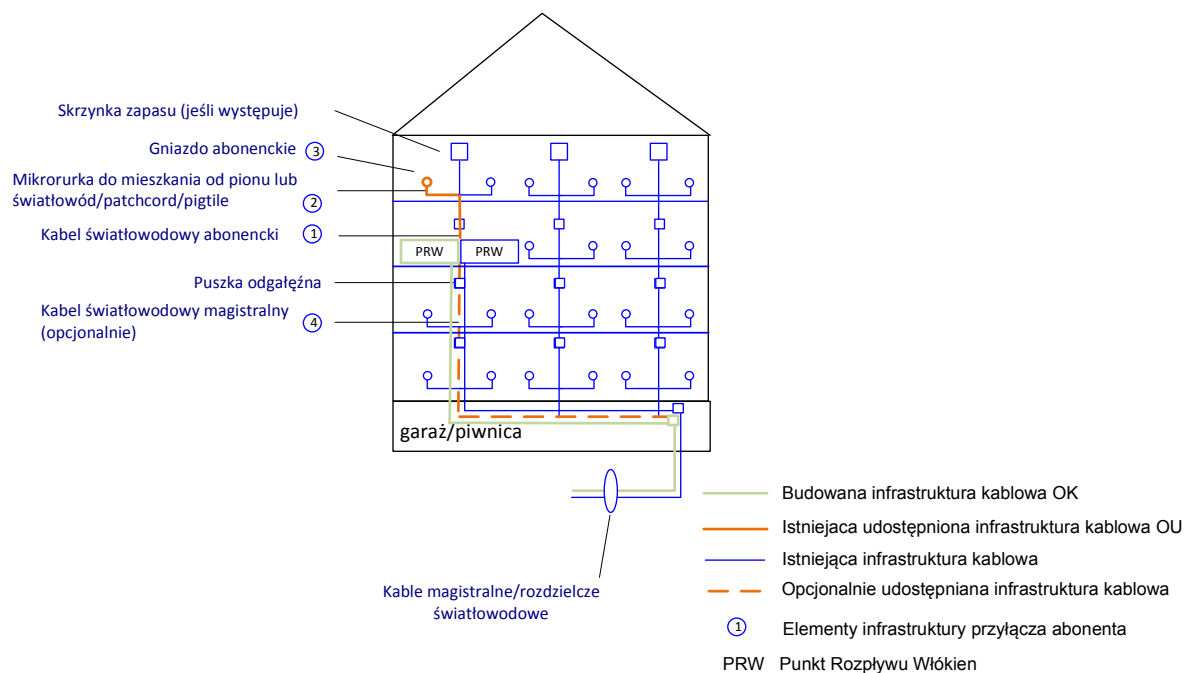 Skrzynka zapasu (jeśli występuje)
Gniazdo abonenckie 3
Mikrorurka do mieszkania od pionu lub
światłowód/patchcord/pigtile 2
Kabel światłowodowy abonencki 1
PRW PRW
Puszka odgałęźna
Kabel światłowodowy magistralny
(opcjonalnie) 4
garaż/piwnica
Kable magistralne/rozdzielcze
światłowodowe
Budowana infrastruktura kablowa OK
Istniejaca udostępniona infrastruktura kablowa OU
Istniejąca infrastruktura kablowa
Opcjonalnie udostępniana infrastruktura kablowa
1 Elementy infrastruktury przyłącza abonenta
PRW Punkt Rozpływu Włókien